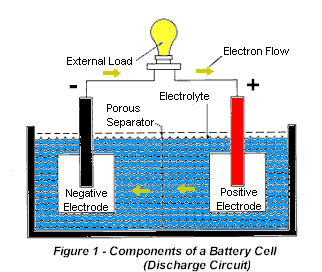 External Load
Electron Flow
-
+
Porous
Separator
Electrolyte
Negative
Electrode
Positive
Electrode
Figure 1 - Components of a Battery Cell
(Discharge Circuit)